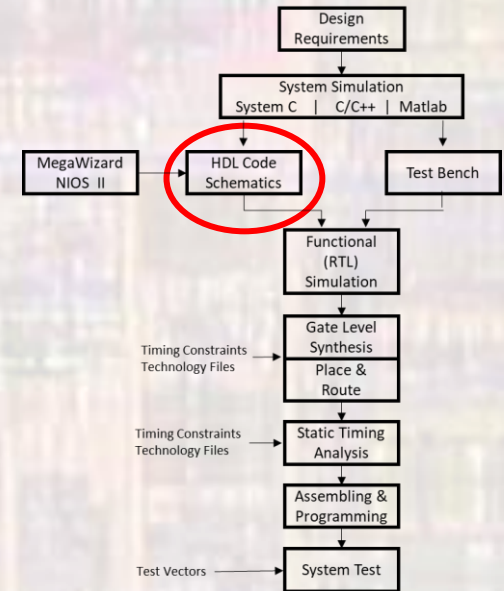 Design
Requirements
System Simulation
System C | C/C++ | Matlab
MegaWizard
NIOS II
HDL Code
Schematics
Test Bench
Functional
(RTL)
Simulation
Timing Constraints
Technology Files
Gate Level
Synthesis
Place &
Route
Timing Constraints
Technology Files
Static Timing
Analysis
Assembling &
Programming
Test Vectors
System Test